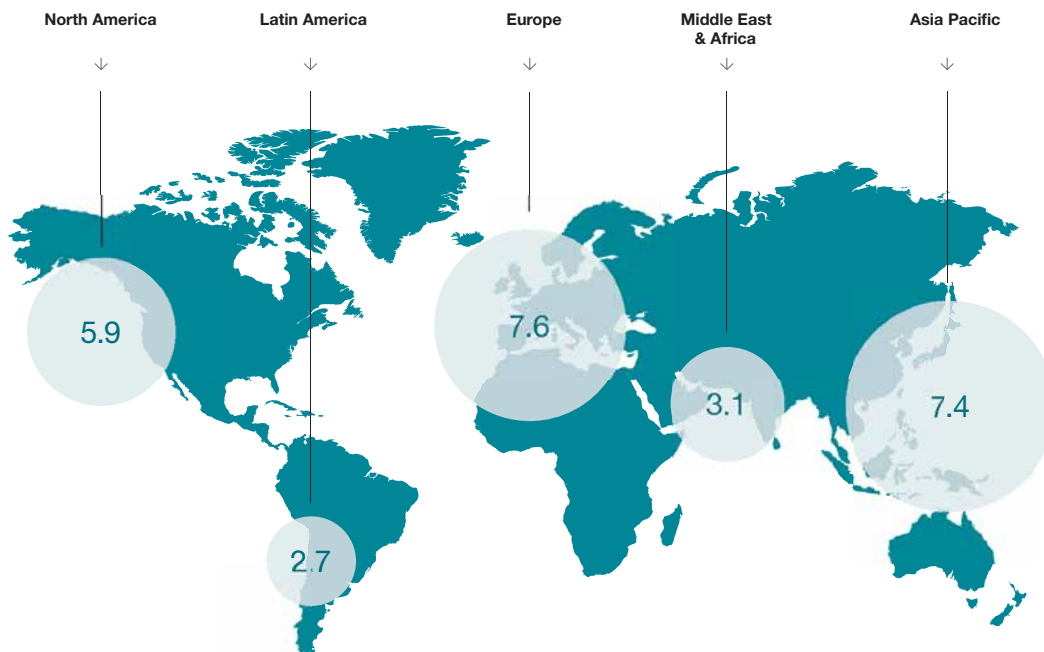 North America
Latin America
Europe
Middle East
& Africa
Asia Pacific
5.9
7.6
3.1
7.4
2.7